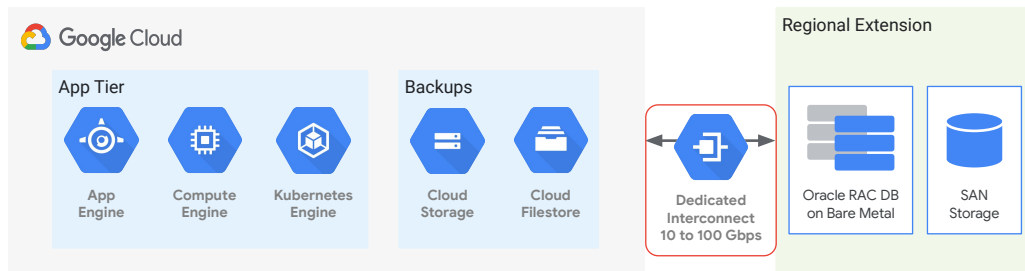 Google Cloud
App Tier
App
Engine
Compute
Engine
Kubernetes
Engine
Backups
Cloud
Storage
Cloud
Filestore
Dedicated
Interconnect
10 to 100 Gbps
Regional Extension
Oracle RAC DB
on Bare Metal
SAN
Storage